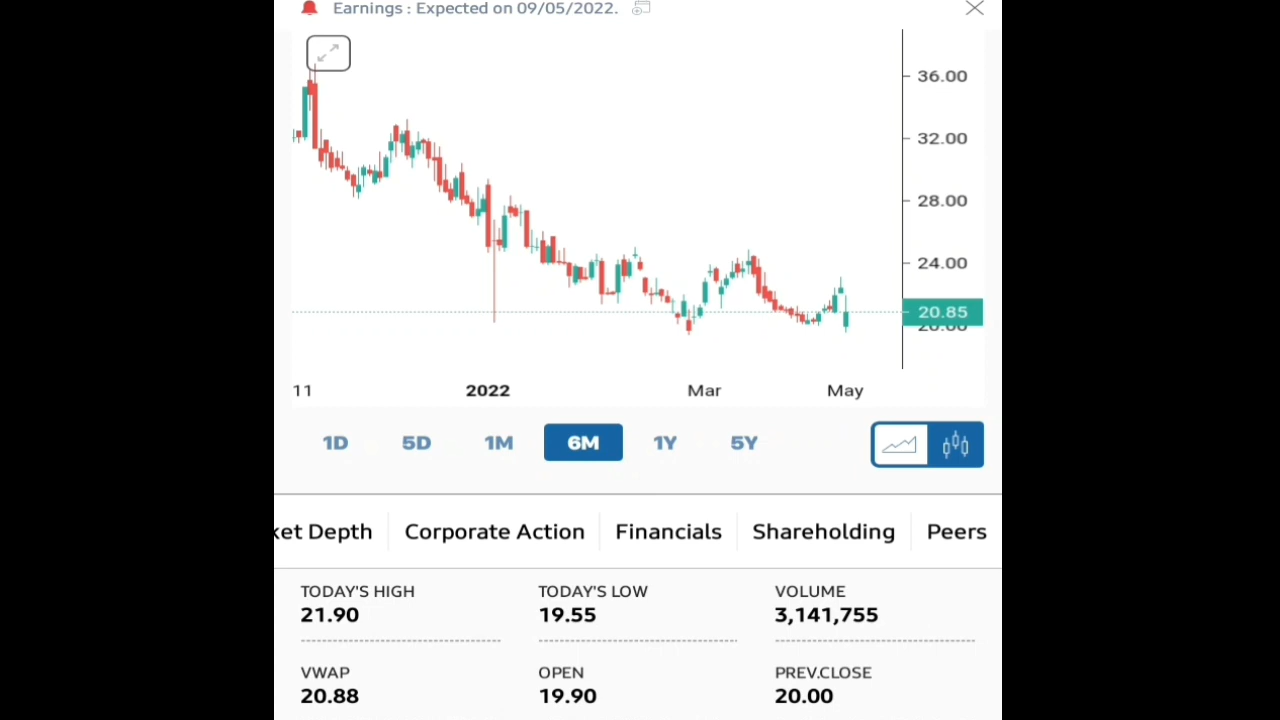 Earnings : Expected on 09/05/2022.
36.00
32.00
28.00
24.00
20.85
20.00
11 2022 Mar May
1D 5D 1M 6M 1Y 5Y
ket Depth Corporate Action Financials Shareholding Peers
TODAY'S HIGH TODAY'S LOW VOLUME
21.90 19.55 3,141,755
VWAP OPEN PREV.CLOSE
20.88 19.90 20.00